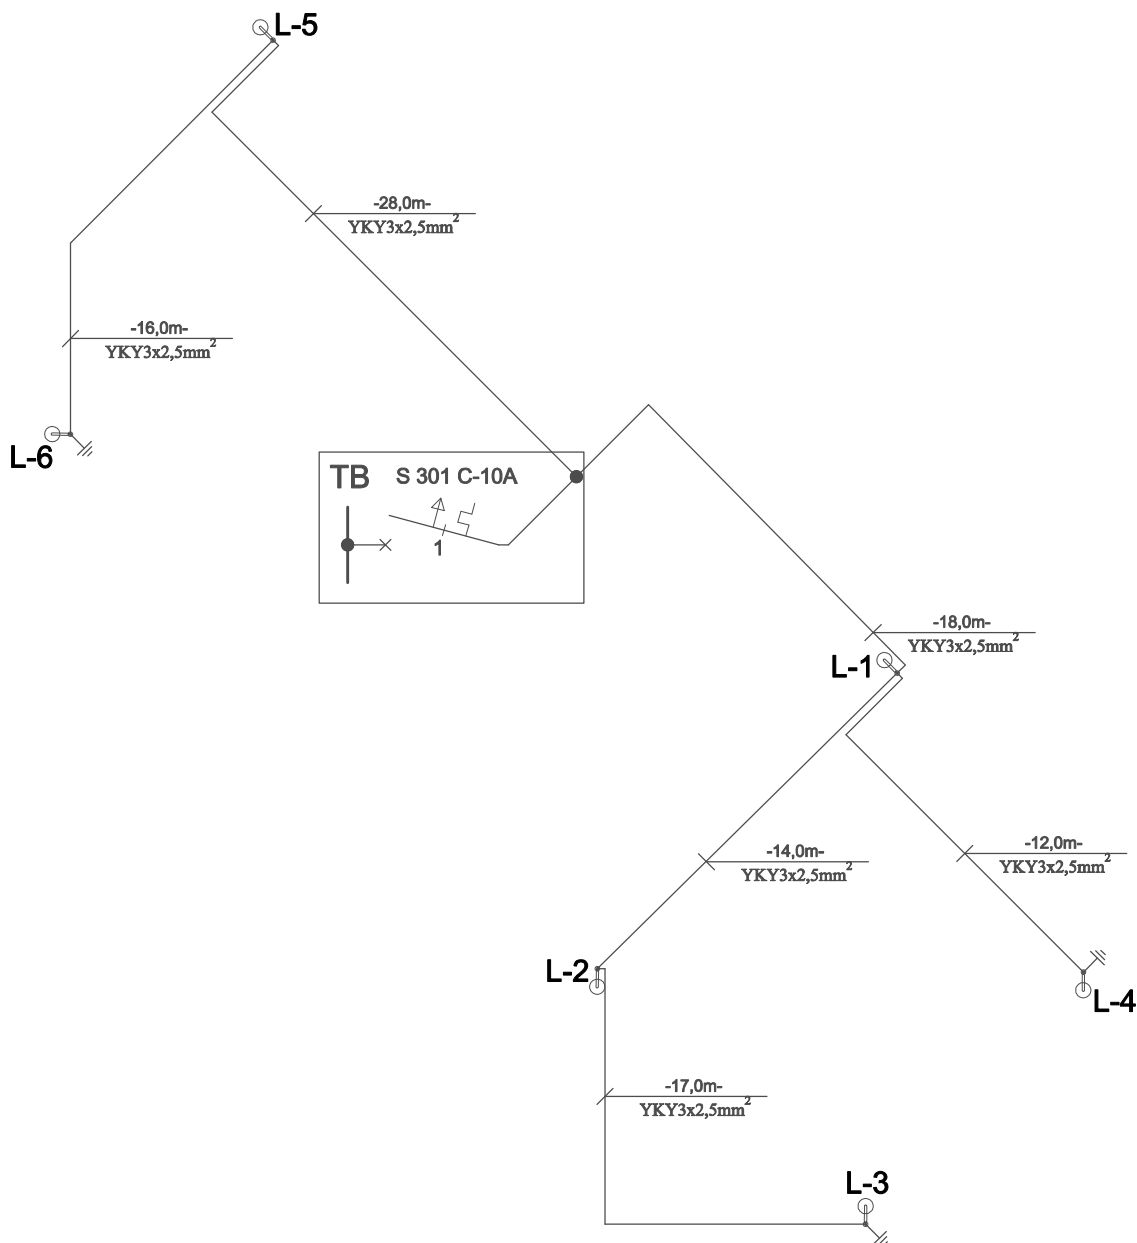 L-5
-28,0m-
YKY3x2,5mm²
-16,0m-
YKY3x2,5mm²
L-6
TB S 301 C-10A
1
-18,0m-
YKY3x2,5mm²
L-1
-14,0m-
YKY3x2,5mm²
-12,0m-
YKY3x2,5mm²
L-2
L-4
-17,0m-
YKY3x2,5mm²
L-3